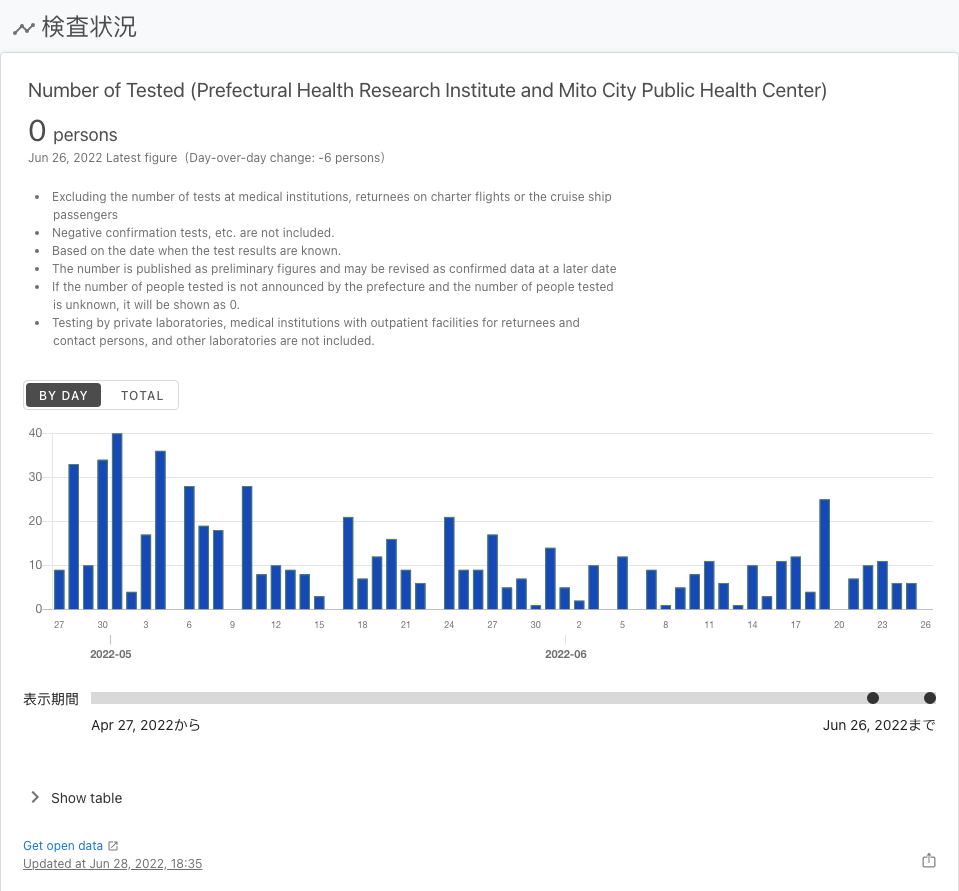 検査状況
Number of Tested (Prefectural Health Research Institute and Mito City Public Health Center)
0 persons
Jun 26, 2022 Latest figure (Day-over-day change: -6 persons)
• Excluding the number of tests at medical institutions, returnees on charter flights or the cruise ship
passengers
• Negative confirmation tests, etc. are not included.
• Based on the date when the test results are known.
• The number is published as preliminary figures and may be revised as confirmed data at a later date
• If the number of people tested is not announced by the prefecture and the number of people tested
is unknown, it will be shown as 0.
• Testing by private laboratories, medical institutions with outpatient facilities for returnees and
contact persons, and other laboratories are not included.
BY DAY TOTAL
40
30
20
10
0
27 30 3 6 9 12 15 18 21 24 27 30 2 5 8 11 14 17 20 23 26
2022-05 2022-06
表示期間
Apr 27, 2022から Jun 26, 2022まで
Show table
Get open data
Updated at Jun 28, 2022, 18:35